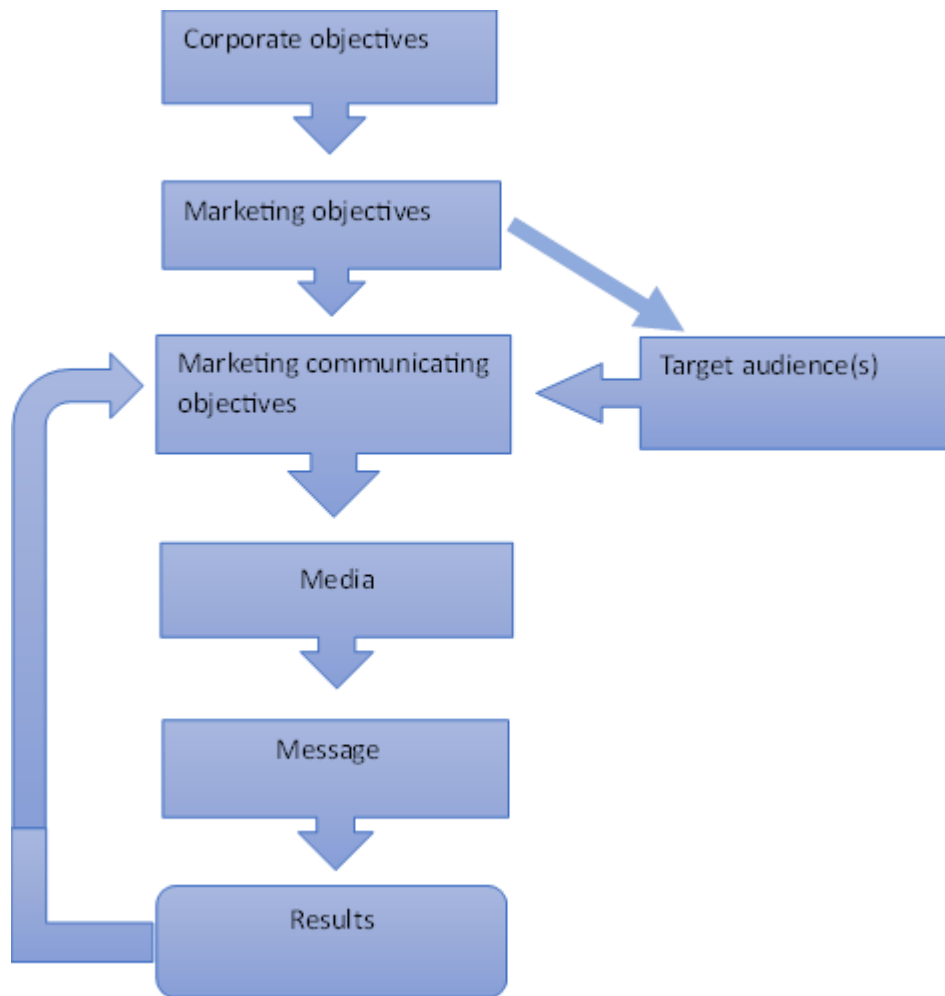 Corporate objectives
Marketing objectives
Marketing communicating
objectives
Target audience(s)
Media
Message
Results